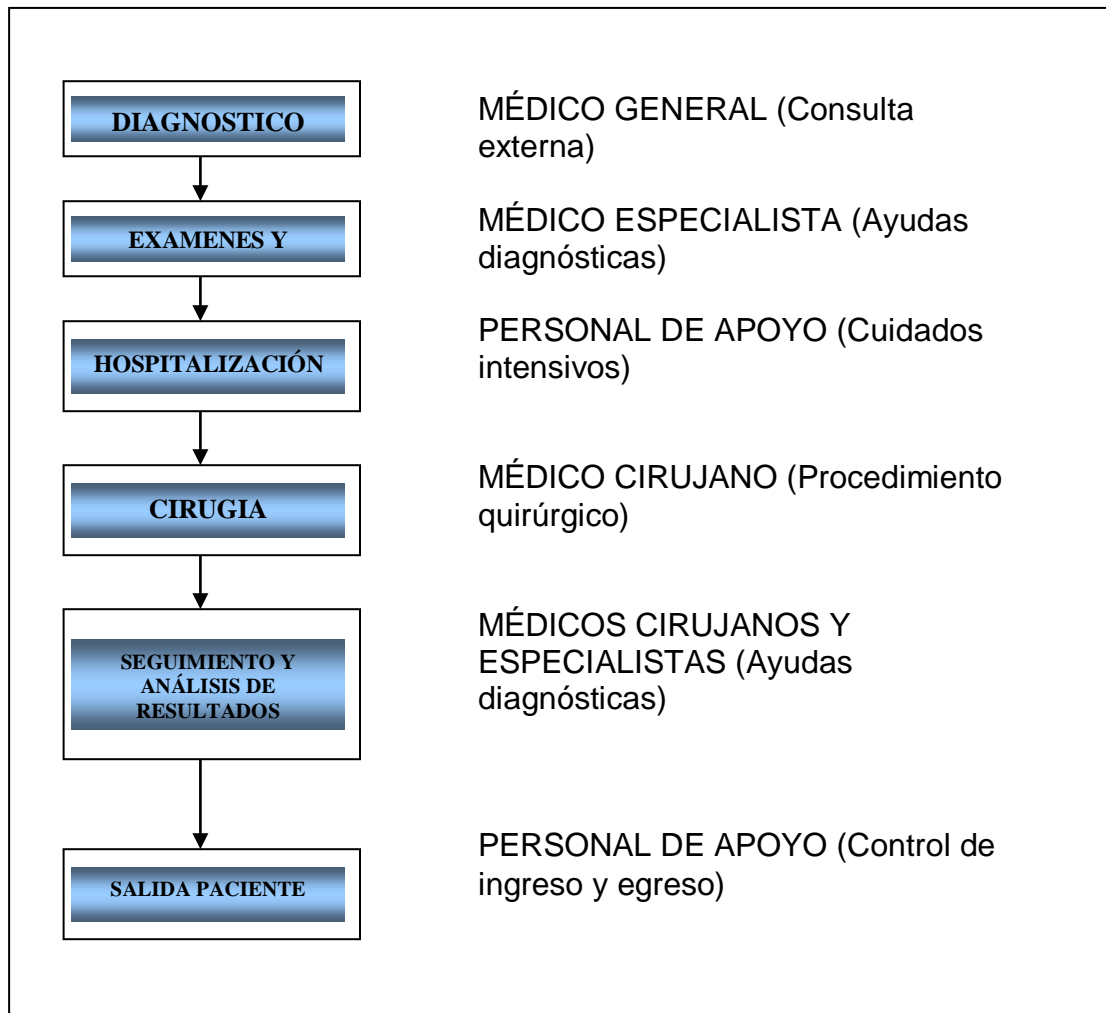 DIAGNOSTICO
MÉDICO GENERAL (Consulta
externa)
EXAMENES Y
MÉDICO ESPECIALISTA (Ayudas
diagnósticas)
HOSPITALIZACIÓN
PERSONAL DE APOYO (Cuidados
intensivos)
CIRUGIA
MÉDICO CIRUJANO (Procedimiento
quirúrgico)
SEGUIMIENTO Y
ANÁLISIS DE
RESULTADOS
MÉDICOS CIRUJANOS Y
ESPECIALISTAS (Ayudas
diagnósticas)
SALIDA PACIENTE
PERSONAL DE APOYO (Control de
ingreso y egreso)